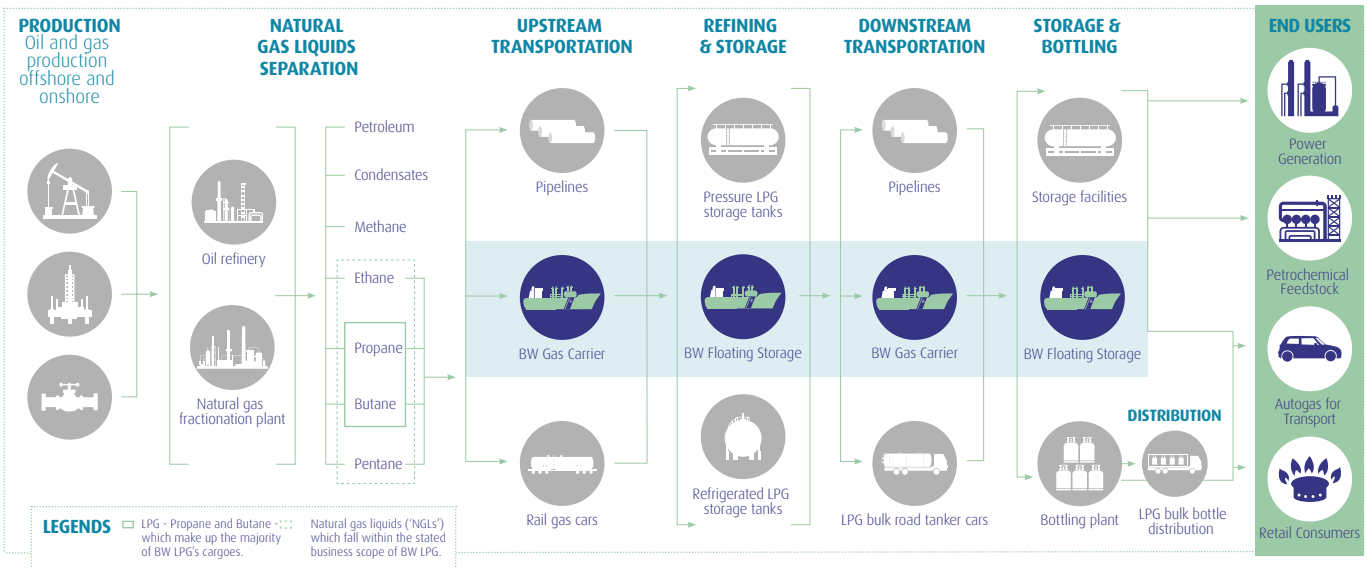 PRODUCTION
Oil and gas
production
offshore and
onshore
NATURAL
GAS LIQUIDS
SEPARATION
Oil refinery
Natural gas
fractionation plant
Petroleum
Condensates
Methane
Ethane
Propane
Butane
Pentane
UPSTREAM
TRANSPORTATION
Pipelines
BW Gas Carrier
Rail gas cars
REFINING
& STORAGE
Pressure LPG
storage tanks
BW Floating Storage
Refrigerated LPG
storage tanks
DOWNSTREAM
TRANSPORTATION
Pipelines
BW Gas Carrier
LPG bulk road tanker cars
STORAGE &
BOTTLING
Storage facilities
BW Floating Storage
Bottling plant
DISTRIBUTION
LPG bulk bottle
distribution
END USERS
Power
Generation
Petrochemical
Feedstock
Autogas for
Transport
Retail Consumers
LEGENDS
LPG - Propane and Butane -
which make up the majority
of BW LPG's cargoes.
Natural gas liquids (‘NGLs’)
which fall within the stated
business scope of BW LPG.